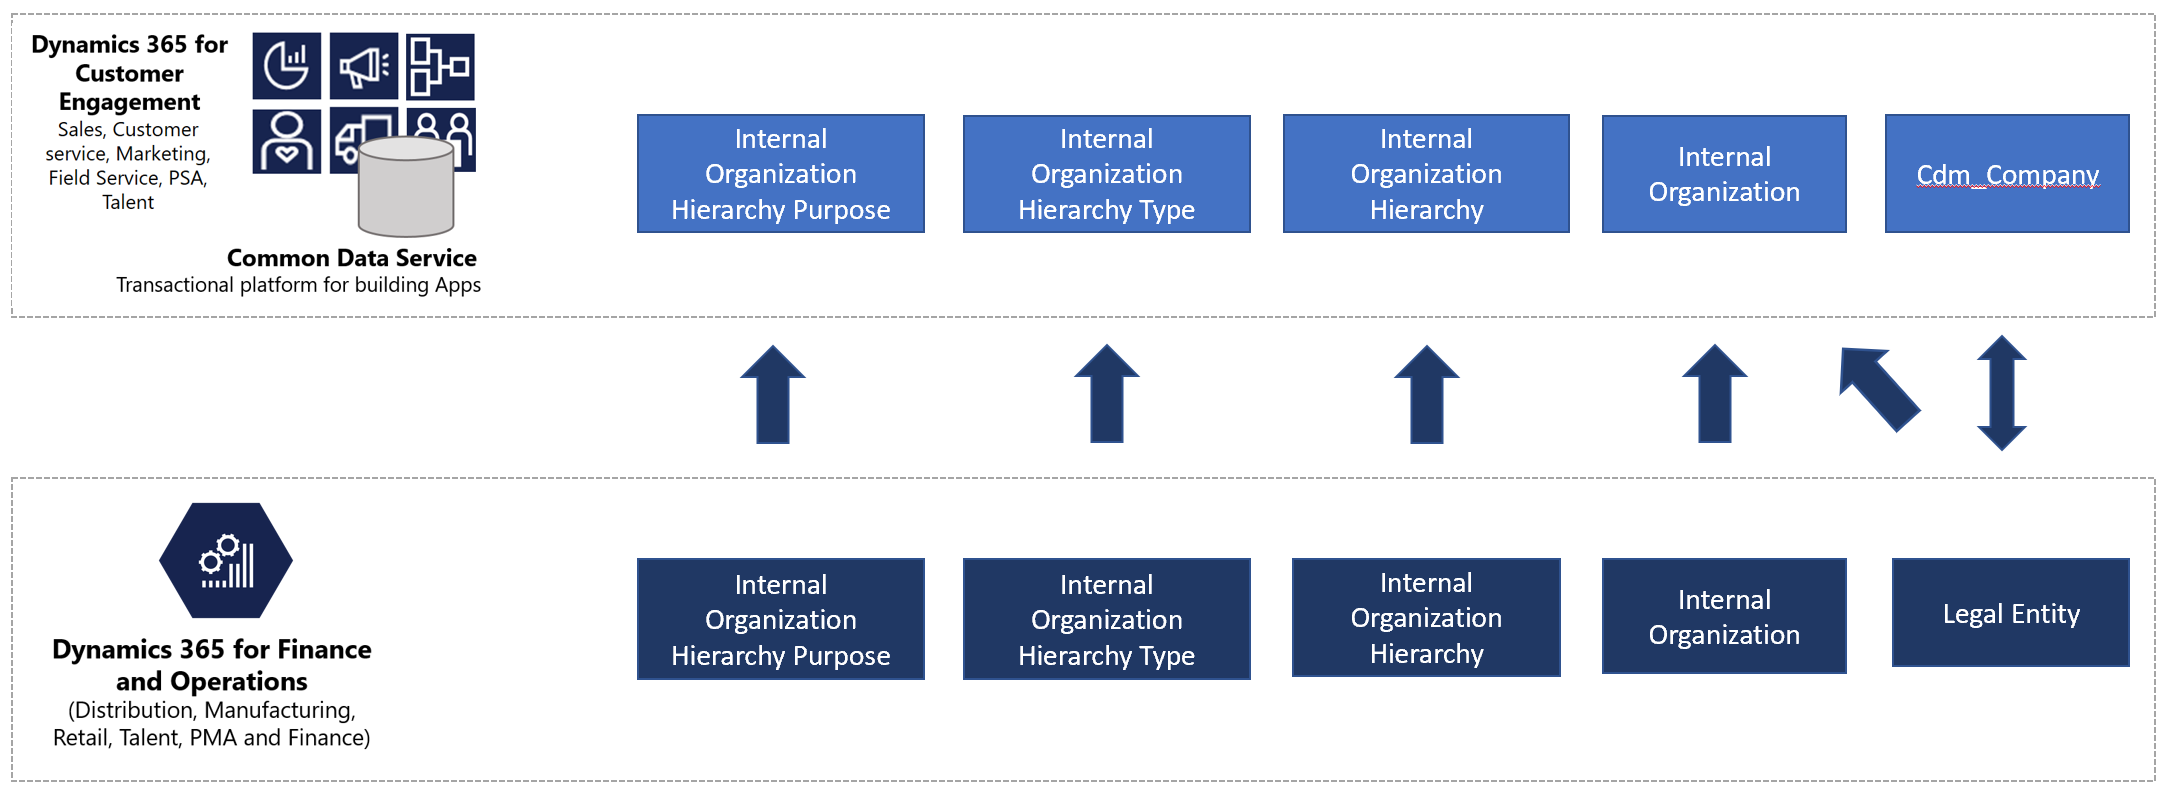 Dynamics 365 for
Customer
Engagement
Sales, Customer
service, Marketing,
Field Service, PSA,
Talent
Common Data Service
Transactional platform for building Apps
Internal
Organization
Hierarchy Purpose
Internal
Organization
Hierarchy Type
Internal
Organization
Hierarchy
Internal
Organization
Cdm_Company
Dynamics 365 for Finance
and Operations
(Distribution, Manufacturing,
Retail, Talent, PMA and Finance)
Internal
Organization
Hierarchy Purpose
Internal
Organization
Hierarchy Type
Internal
Organization
Hierarchy
Internal
Organization
Legal Entity